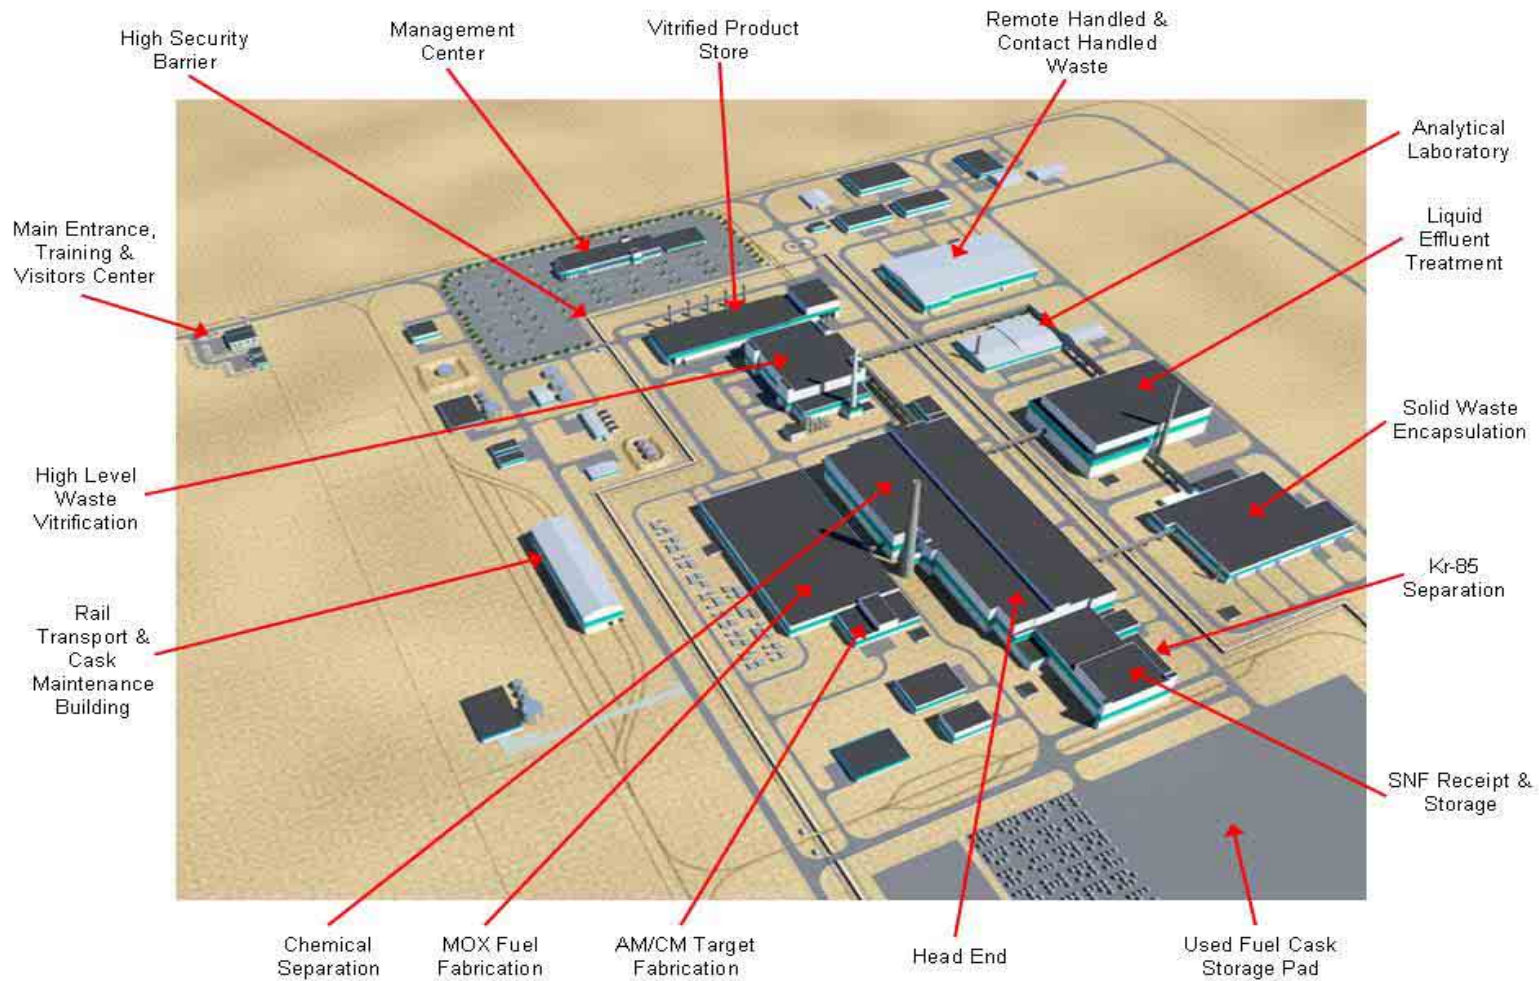 High Security
Barrier
Management
Center
Vitrified Product
Store
Remote Handled &
Contact Handled
Waste
Analytical
Laboratory
Main Entrance,
Training &
Visitors Center
Liquid
Effluent
Treatment
Solid Waste
Encapsulation
High Level
Waste
Vitrification
Kr-85
Separation
Rail
Transport &
Cask
Maintenance
Building
SNF Receipt &
Storage
Chemical
Separation
MOX Fuel
Fabrication
AM/CM Target
Fabrication
Head End
Used Fuel Cask
Storage Pad